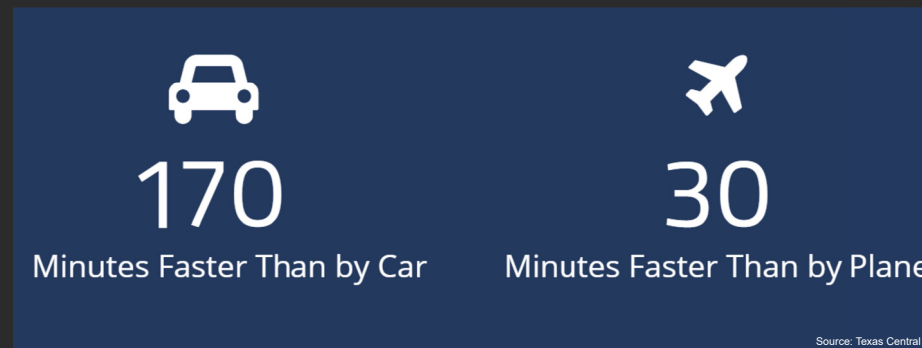 170
30
Minutes Faster Than by Car
Minutes Faster Than by Plane
Source: Texas Central